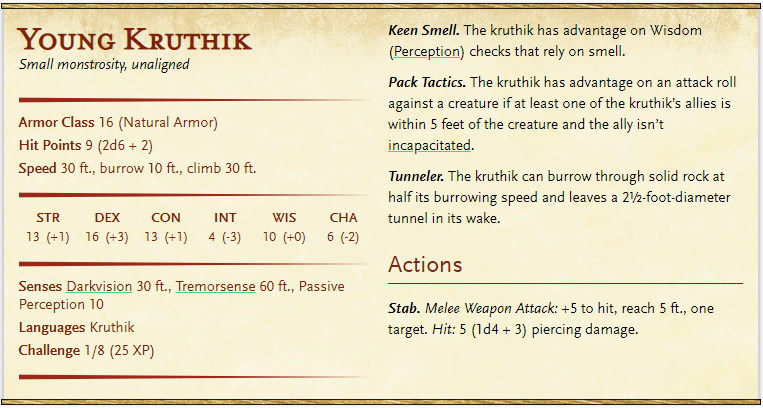 Young Kruthik
Small monstrosity, unaligned
Armor Class 16 (Natural Armor)
Hit Points 9 (2d6 + 2)
Speed 30 ft., burrow 10 ft., climb 30 ft.
STR DEX CON INT WIS CHA
13 (+1) 16 (+3) 13 (+1) 4 (-3) 10 (+0) 6 (-2)
Senses Darkvision 30 ft., Tremorsense 60 ft., Passive
Perception 10
Languages Kruthik
Challenge 1/8 (25 XP)
Keen Smell. The kruthik has advantage on Wisdom
(Perception) checks that rely on smell.
Pack Tactics. The kruthik has advantage on an attack roll
against a creature if at least one of the kruthik's allies is
within 5 feet of the creature and the ally isn't
incapacitated.
Tunneler. The kruthik can burrow through solid rock at
half its burrowing speed and leaves a 2½-foot-diameter
tunnel in its wake.
Actions
Stab. Melee Weapon Attack: +5 to hit, reach 5 ft., one
target. Hit: 5 (1d4 + 3) piercing damage.